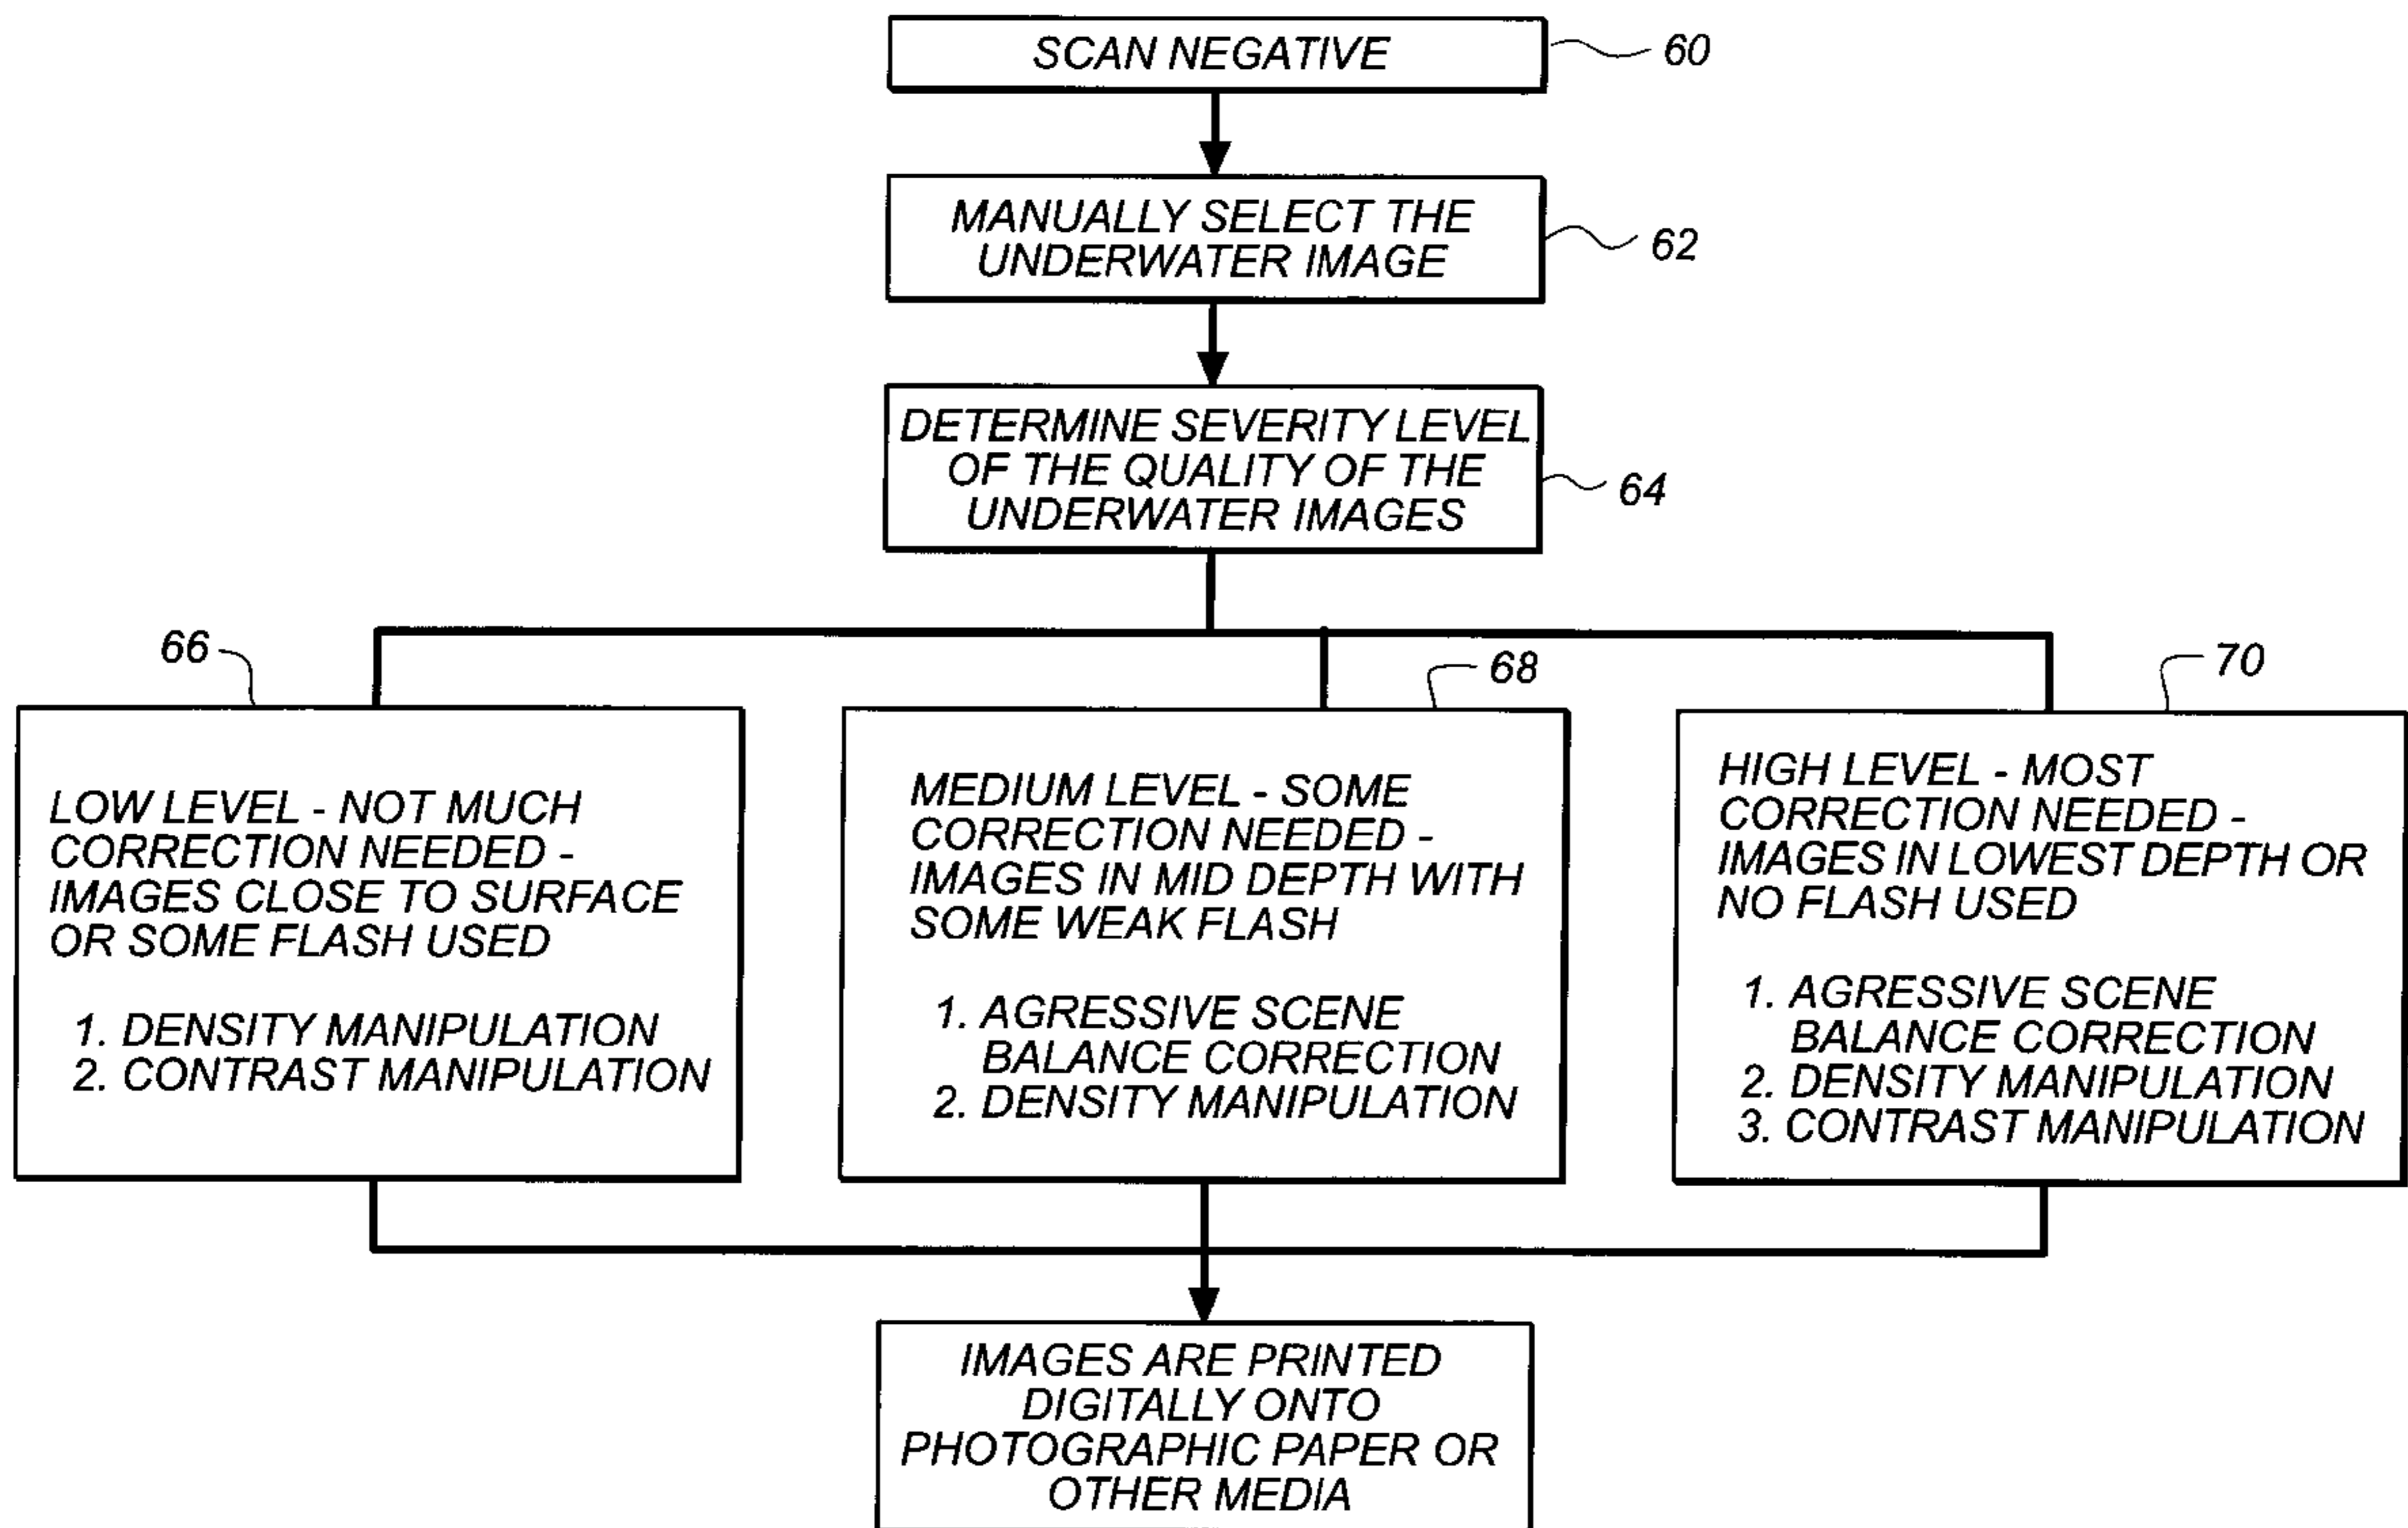 SCAN NEGATIVE
60
MANUALLY SELECT THE
UNDERWATER IMAGE
62
DETERMINE SEVERITY LEVEL
OF THE QUALITY OF THE
UNDERWATER IMAGES
64
66
LOW LEVEL - NOT MUCH
CORRECTION NEEDED -
IMAGES CLOSE TO SURFACE
OR SOME FLASH USED
1. DENSITY MANIPULATION
2. CONTRAST MANIPULATION
68
MEDIUM LEVEL - SOME
CORRECTION NEEDED -
IMAGES IN MID DEPTH WITH
SOME WEAK FLASH
1. AGRESSIVE SCENE
BALANCE CORRECTION
2. DENSITY MANIPULATION
70
HIGH LEVEL - MOST
CORRECTION NEEDED -
IMAGES IN LOWEST DEPTH OR
NO FLASH USED
1. AGRESSIVE SCENE
BALANCE CORRECTION
2. DENSITY MANIPULATION
3. CONTRAST MANIPULATION
IMAGES ARE PRINTED
DIGITALLY ONTO
PHOTOGRAPHIC PAPER OR
OTHER MEDIA